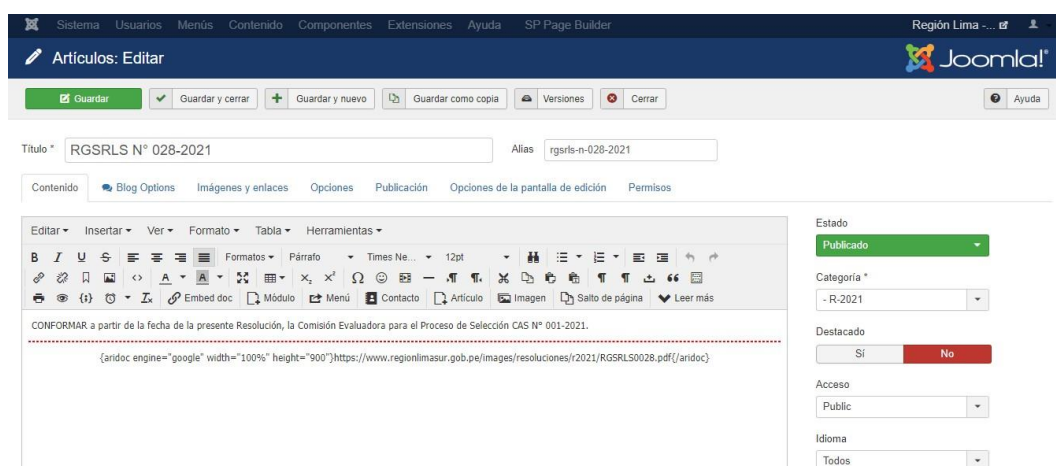 Sistema Usuarios Menús Contenido Componentes Extensiones Ayuda SP Page Builder Región Lima -...
Artículos: Editar Joomla!®
Guardar Guardar y cerrar Guardar y nuevo Guardar como copia Versiones Cerrar Ayuda
Título * RGSRLS N° 028-2021 Alias rgsrls-n-028-2021
Contenido Blog Options Imágenes y enlaces Opciones Publicación Opciones de la pantalla de edición Permisos
Estado
Publicado
Editar Insertar Ver Formato Tabla Herramientas
B I U S Formatos Párrafo Times Ne... 12pt
Categoría *
- R-2021
Embed doc Módulo Menú Contacto Artículo Imagen Salto de página Leer más
CONFORMAR a partir de la fecha de la presente Resolución, la Comisión Evaluadora para el Proceso de Selección CAS N° 001-2021.
Destacado
Sí No
{aridoc engine="google" width="100%" height="900"}https://www.regionlimasur.gob.pe/images/resoluciones/r2021/RGSRLS0028.pdf{/aridoc}
Acceso
Public
Idioma
Todos